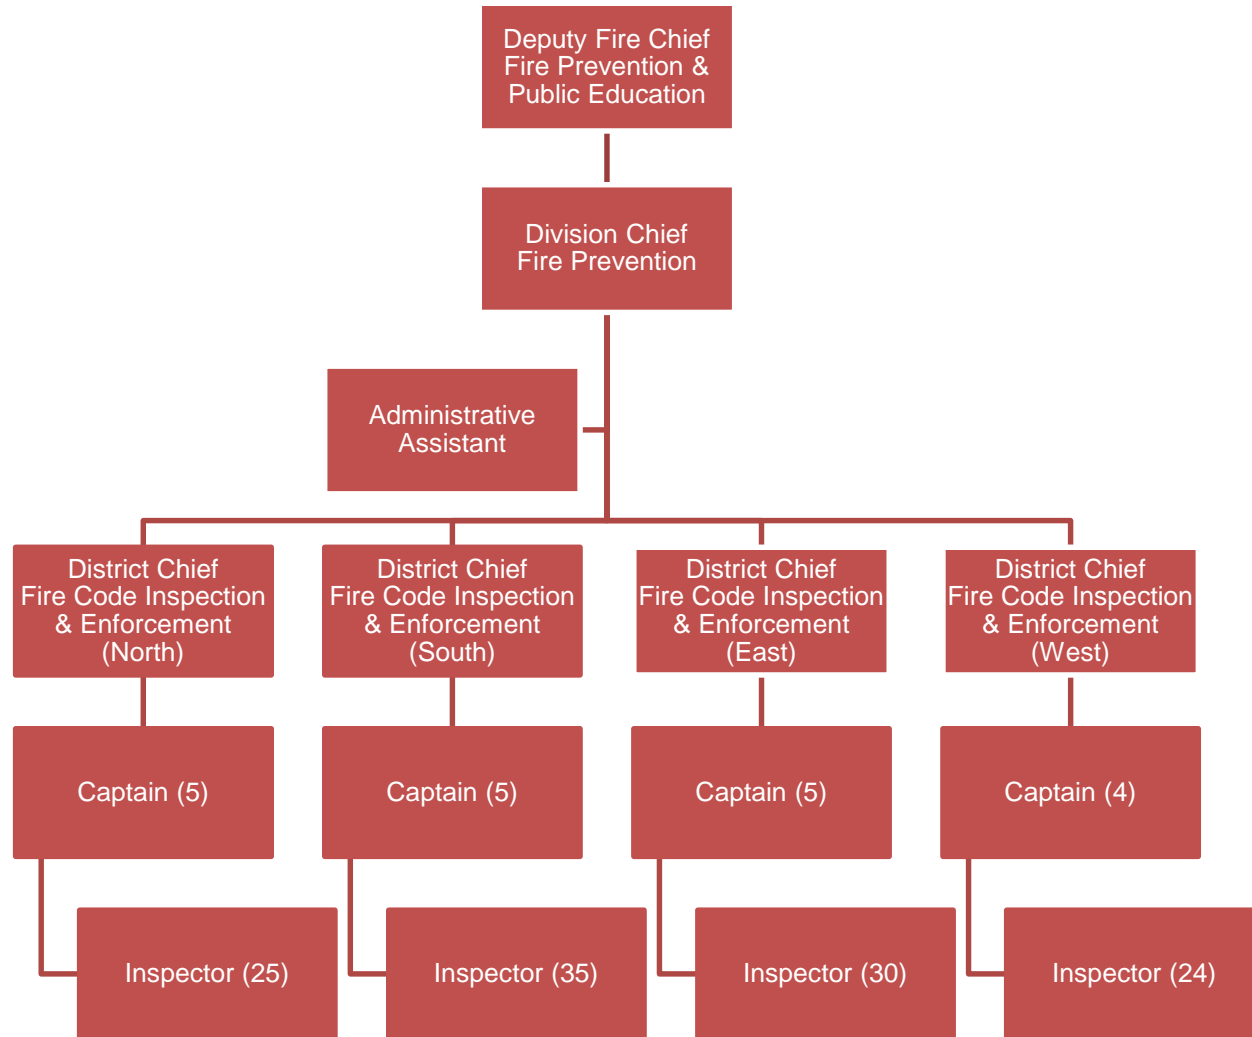 Deputy Fire Chief
Fire Prevention &
Public Education
Division Chief
Fire Prevention
Administrative
Assistant
District Chief
Fire Code Inspection
& Enforcement
(North)
District Chief
Fire Code Inspection
& Enforcement
(South)
District Chief
Fire Code Inspection
& Enforcement
(East)
District Chief
Fire Code Inspection
& Enforcement
(West)
Captain (5)
Captain (5)
Captain (5)
Captain (4)
Inspector (25)
Inspector (35)
Inspector (30)
Inspector (24)